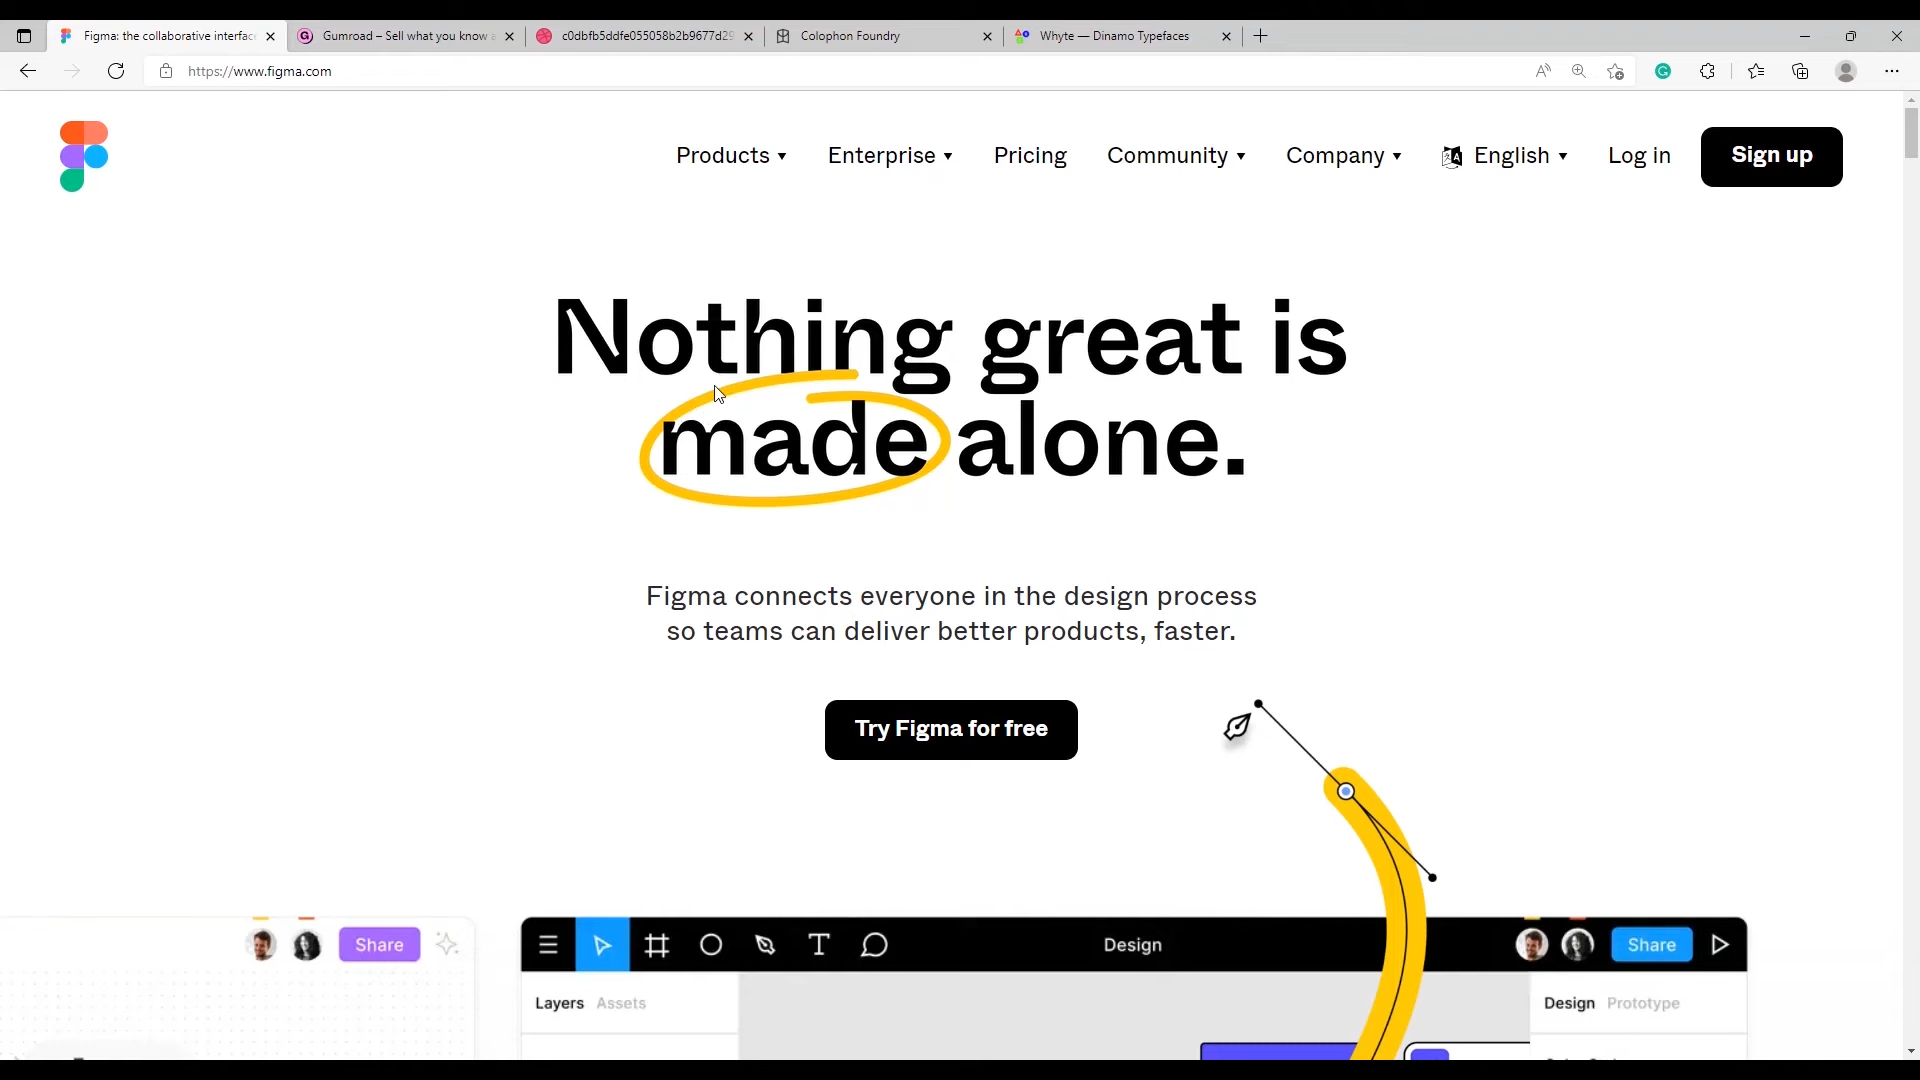 Figma: the collaborative interfac
Gumroad – Sell what you know a
c0dbfb5ddfe055058b2b9677d29
Colophon Foundry
Whyte — Dinamo Typefaces
https://www.figma.com
Products
Enterprise
Pricing
Community
Company
English
Log in
Sign up
Nothing great is
made alone.
Figma connects everyone in the design process
so teams can deliver better products, faster.
Try Figma for free
Share
Design
Share
Layers Assets
Design Prototype